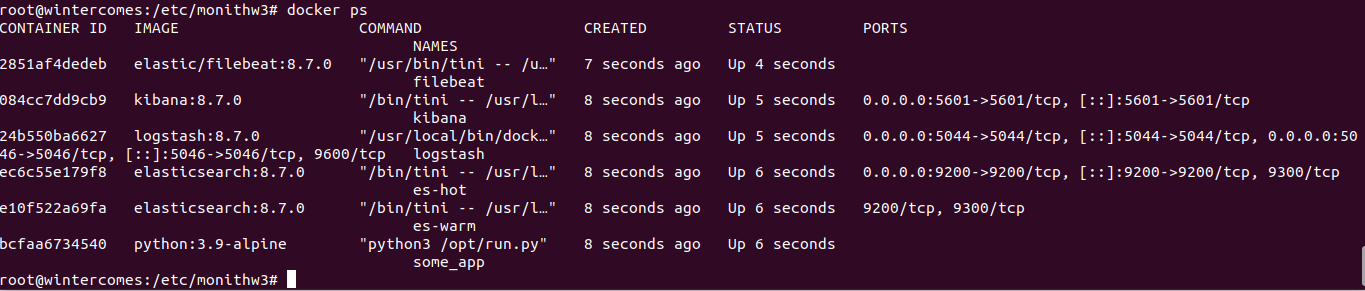 root@wintercomes:/etc/monithw3# docker ps
CONTAINER ID   IMAGE                   COMMAND                  CREATED         STATUS         PORTS
                                              NAMES
2851af4dedeb   elastic/filebeat:8.7.0   "/usr/bin/tini -- /u…"   7 seconds ago   Up 4 seconds
                                              filebeat
084cc7dd9cb9   kibana:8.7.0             "/bin/tini -- /usr/l…"   8 seconds ago   Up 5 seconds   0.0.0.0:5601->5601/tcp, [::]:5601->5601/tcp
                                              kibana
24b550ba6627   logstash:8.7.0           "/usr/local/bin/dock…"   8 seconds ago   Up 5 seconds   0.0.0.0:5044->5044/tcp, [::]:5044->5044/tcp, 0.0.0.0:50
46->5046/tcp, [::]:5046->5046/tcp, 9600/tcp   logstash
ec6c55e179f8   elasticsearch:8.7.0      "/bin/tini -- /usr/l…"   8 seconds ago   Up 6 seconds   0.0.0.0:9200->9200/tcp, [::]:9200->9200/tcp, 9300/tcp
                                              es-hot
e10f522a69fa   elasticsearch:8.7.0      "/bin/tini -- /usr/l…"   8 seconds ago   Up 6 seconds   9200/tcp, 9300/tcp
                                              es-warm
bcfaa6734540   python:3.9-alpine        "python3 /opt/run.py"    8 seconds ago   Up 6 seconds
                                              some_app
root@wintercomes:/etc/monithw3#